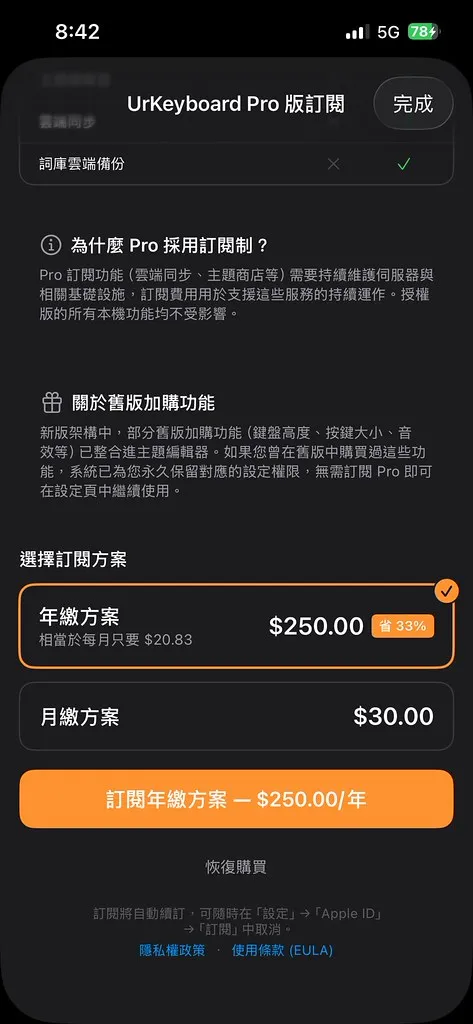 8:42
5G
78
UrKeyboard Pro 版訂閱
完成
雲端同步
詞庫雲端備份
為什麼 Pro 採用訂閱制？
Pro 訂閱功能（雲端同步、主題商店等）需要持續維護伺服器與
相關基礎設施，訂閱費用用於支援這些服務的持續運作。授權
版的所有本機功能均不受影響。
關於舊版加購功能
新版架構中，部分舊版加購功能（鍵盤高度、按鍵大小、音
效等）已整合進主題編輯器。如果您曾在舊版中購買過這些功
能，系統已為您永久保留對應的設定權限，無需訂閱 Pro 即可
在設定頁中繼續使用。
選擇訂閱方案
年繳方案
相當於每月只要 $20.83
$250.00
省 33%
月繳方案
$30.00
訂閱年繳方案 — $250.00/年
恢復購買
訂閱將自動續訂，可隨時在「設定」→「Apple ID」
→「訂閱」中取消。
隱私權政策 · 使用條款 (EULA)